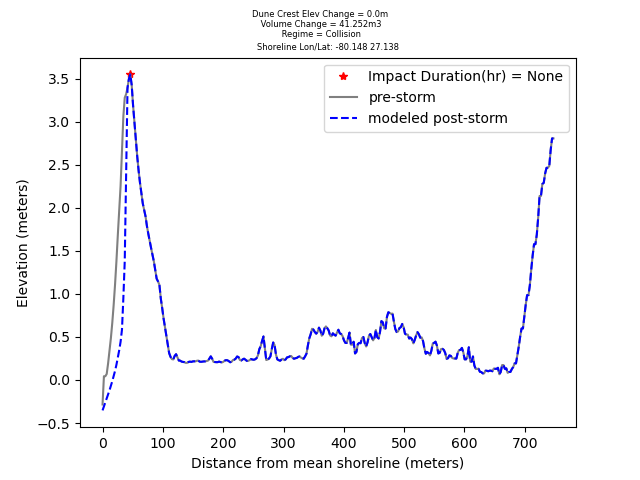 Dune Crest Elev Change = 0.0m
Volume Change = 41.252m3
Regime = Collision
Shoreline Lon/Lat: -80.148 27.138
Impact Duration(hr) = None
pre-storm
modeled post-storm
Elevation (meters)
3.5
3.0
2.5
2.0
1.5
1.0
0.5
0.0
−0.5
0 100 200 300 400 500 600 700
Distance from mean shoreline (meters)